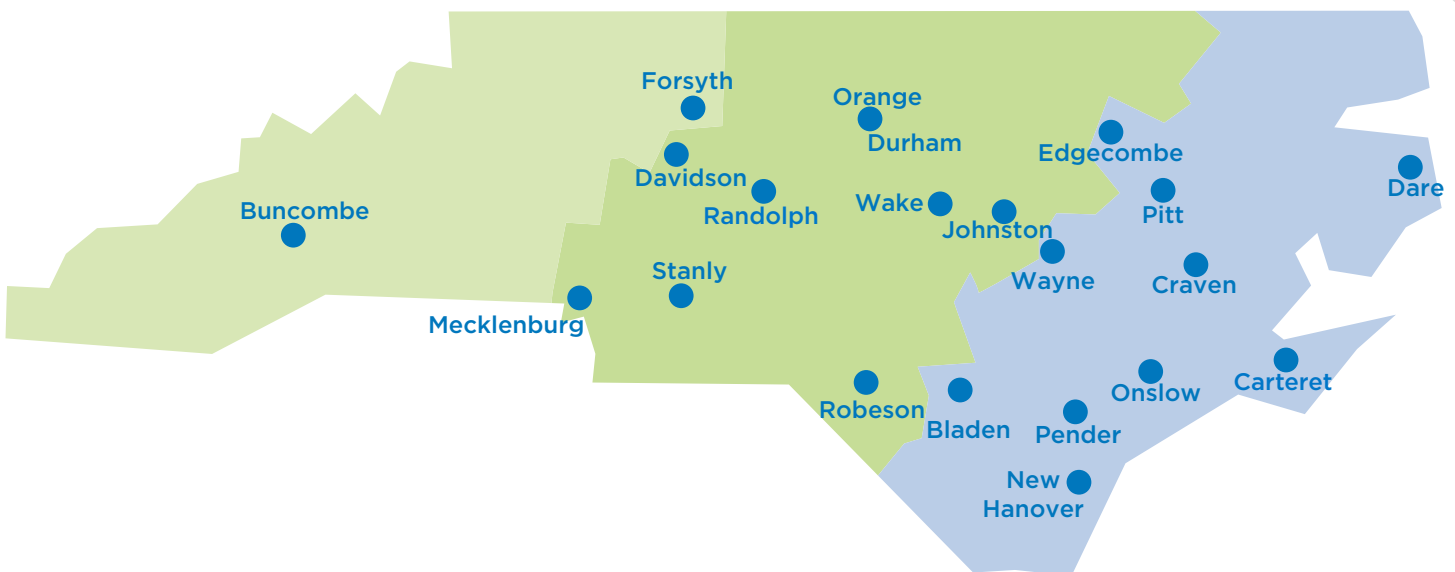 Forsyth
Orange
Durham
Edgecombe
Davidson
Randolph
Wake
Johnston
Pitt
Dare
Buncombe
Stanly
Wayne
Craven
Mecklenburg
Robeson
Bladen
Pender
Onslow
Carteret
New
Hanover